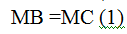 MB =MC (1)